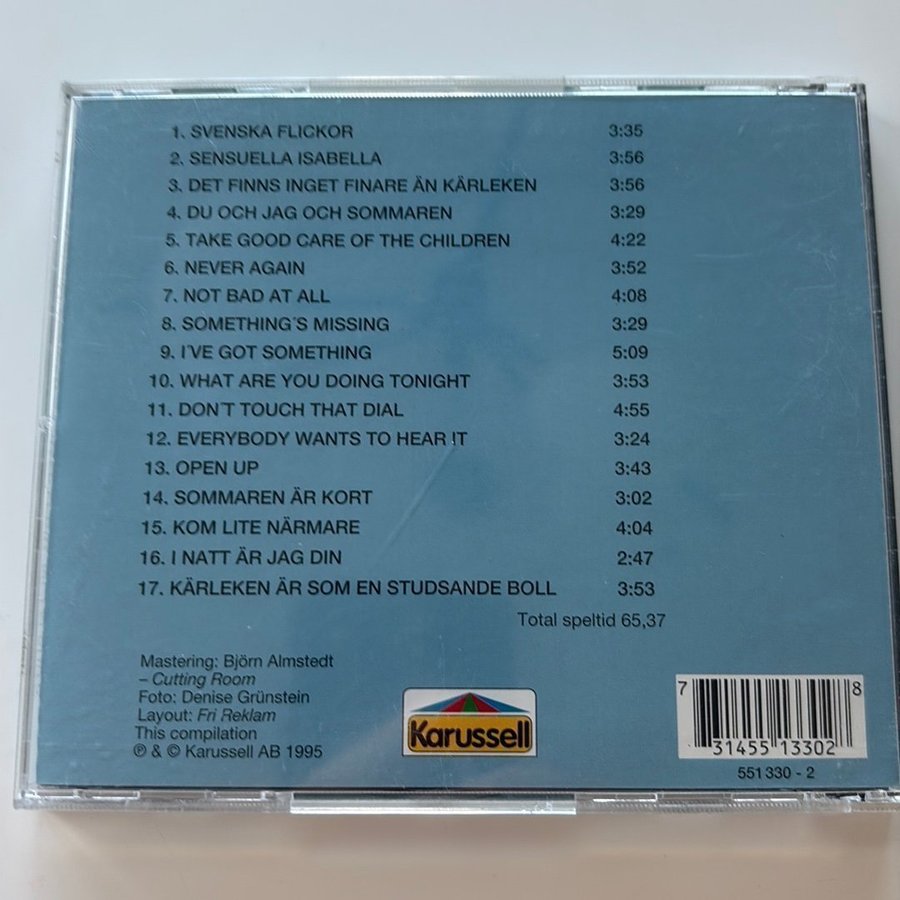 1. SVENSKA FLICKOR 3:35
2. SENSUELLA ISABELLA 3:56
3. DET FINNS INGET FINARE ÄN KÄRLEKEN 3:56
4. DU OCH JAG OCH SOMMAREN 3:29
5. TAKE GOOD CARE OF THE CHILDREN 4:22
6. NEVER AGAIN 3:52
7. NOT BAD AT ALL 4:08
8. SOMETHING´S MISSING 3:29
9. I´VE GOT SOMETHING 5:09
10. WHAT ARE YOU DOING TONIGHT 3:53
11. DON´T TOUCH THAT DIAL 4:55
12. EVERYBODY WANTS TO HEAR IT 3:24
13. OPEN UP 3:43
14. SOMMAREN ÄR KORT 3:02
15. KOM LITE NÄRMARE 4:04
16. I NATT ÄR JAG DIN 2:47
17. KÄRLEKEN ÄR SOM EN STUDSANDE BOLL 3:53
Total speltid 65,37
Mastering: Björn Almstedt
– Cutting Room
Foto: Denise Grünstein
Layout: Fri Reklam
This compilation
℗ & © Karussell AB 1995
Karussell
7 31455 13302 8
551 330 - 2